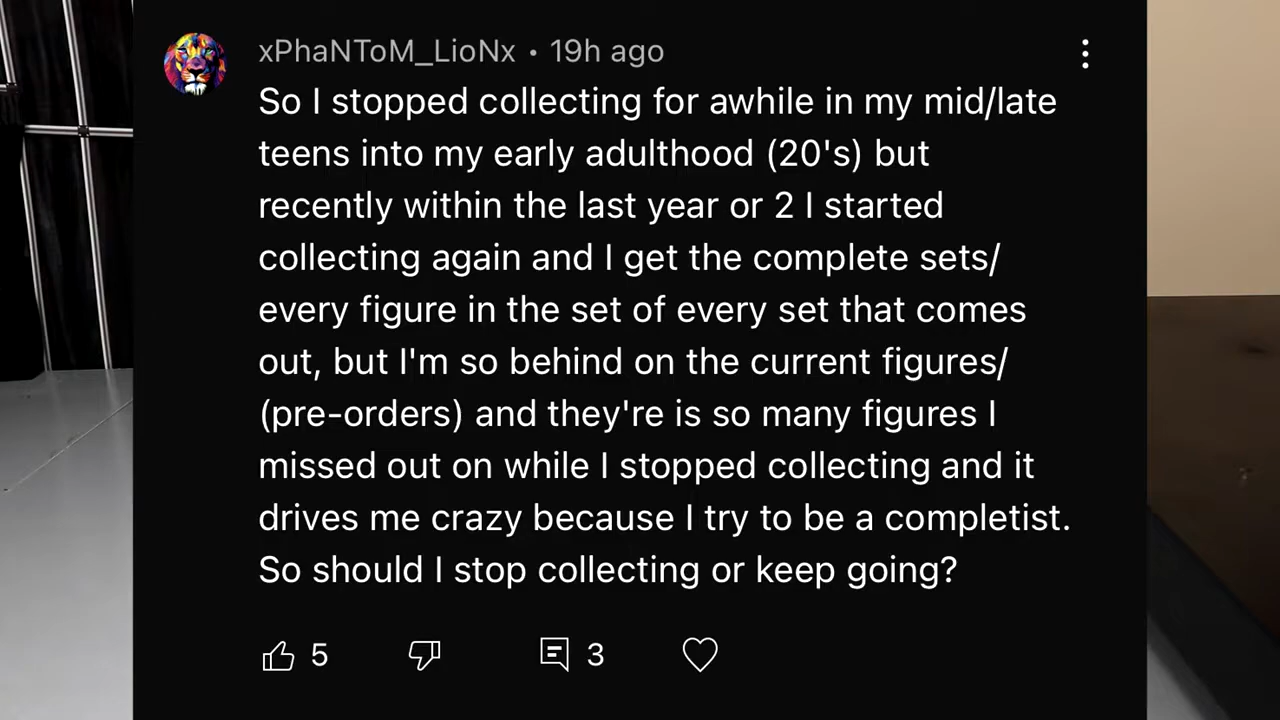 xPhaNToM_LioNx • 19h ago
So I stopped collecting for awhile in my mid/late
teens into my early adulthood (20's) but
recently within the last year or 2 I started
collecting again and I get the complete sets/
every figure in the set of every set that comes
out, but I'm so behind on the current figures/
(pre-orders) and they're is so many figures I
missed out on while I stopped collecting and it
drives me crazy because I try to be a completist.
So should I stop collecting or keep going?
5 3